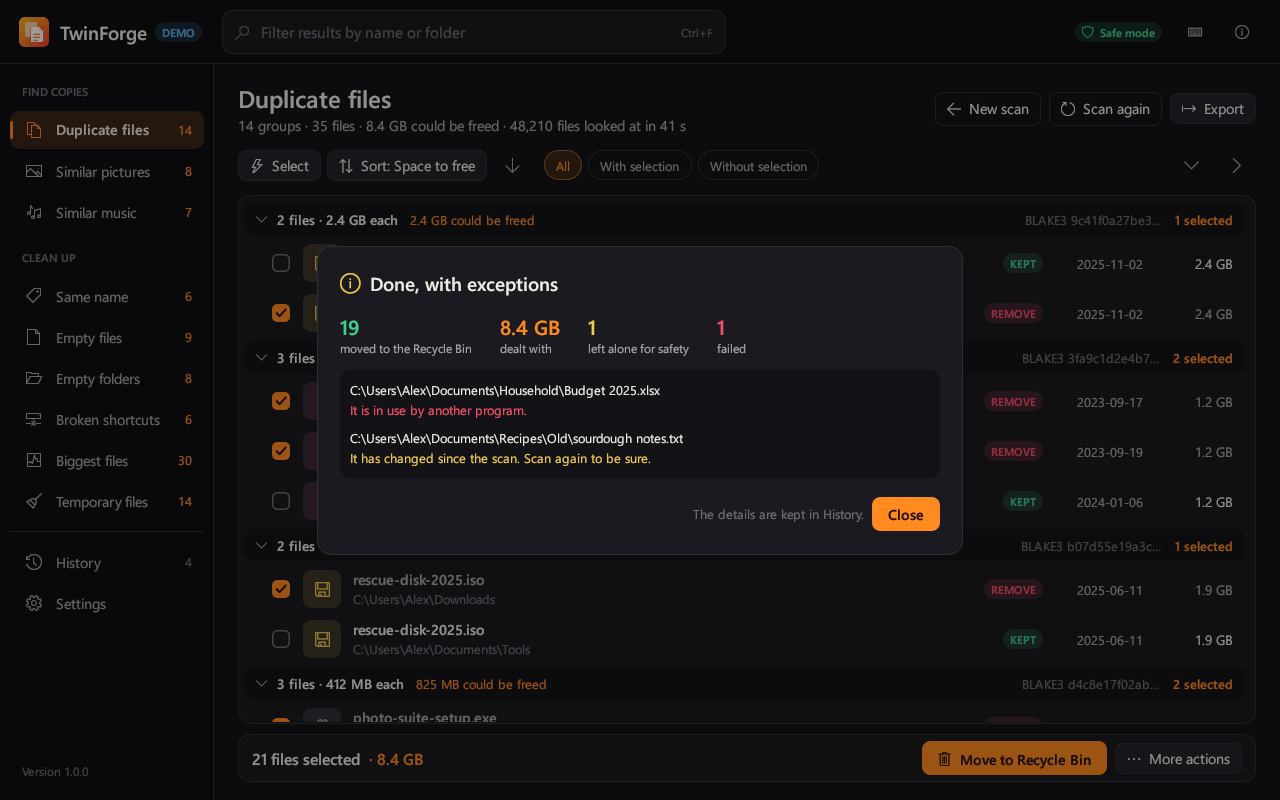 TwinForge DEMO
Filter results by name or folder Ctrl+F
Safe mode
FIND COPIES
Duplicate files 14
Similar pictures 8
Similar music 7
CLEAN UP
Same name 6
Empty files 9
Empty folders 8
Broken shortcuts 6
Biggest files 30
Temporary files 14
History 4
Settings
Version 1.0.0
Duplicate files
14 groups · 35 files · 8.4 GB could be freed · 48,210 files looked at in 41 s
New scan
Scan again
Export
Select
Sort: Space to free
All
With selection
Without selection
2 files · 2.4 GB each 2.4 GB could be freed BLAKE3 9c41f0a27be3... 1 selected
KEPT 2025-11-02 2.4 GB
REMOVE 2025-11-02 2.4 GB
3 files BLAKE3 3fa9c1d2e4b7... 2 selected
REMOVE 2023-09-17 1.2 GB
REMOVE 2023-09-19 1.2 GB
KEPT 2024-01-06 1.2 GB
2 files BLAKE3 b07d55e19a3c... 1 selected
rescue-disk-2025.iso
C:\Users\Alex\Downloads
REMOVE 2025-06-11 1.9 GB
rescue-disk-2025.iso
C:\Users\Alex\Documents\Tools
KEPT 2025-06-11 1.9 GB
3 files · 412 MB each 825 MB could be freed BLAKE3 d4c8e17f02ab... 2 selected
photo-suite-setup.exe
Done, with exceptions
19 8.4 GB 1 1
moved to the Recycle Bin dealt with left alone for safety failed
C:\Users\Alex\Documents\Household\Budget 2025.xlsx
It is in use by another program.
C:\Users\Alex\Documents\Recipes\Old\sourdough notes.txt
It has changed since the scan. Scan again to be sure.
The details are kept in History.
Close
21 files selected · 8.4 GB
Move to Recycle Bin
··· More actions